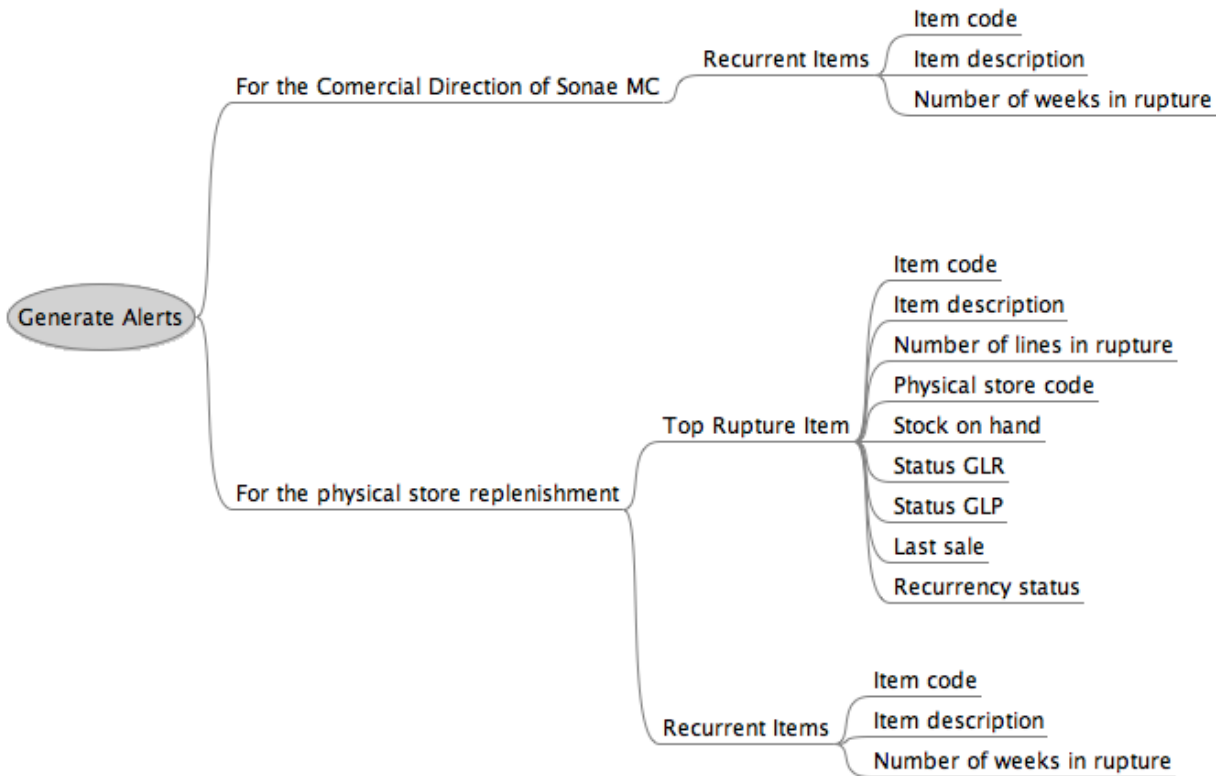 Generate Alerts
For the Comercial Direction of Sonae MC
Recurrent Items
Item code
Item description
Number of weeks in rupture
For the physical store replenishment
Top Rupture Item
Item code
Item description
Number of lines in rupture
Physical store code
Stock on hand
Status GLR
Status GLP
Last sale
Recurrency status
Recurrent Items
Item code
Item description
Number of weeks in rupture